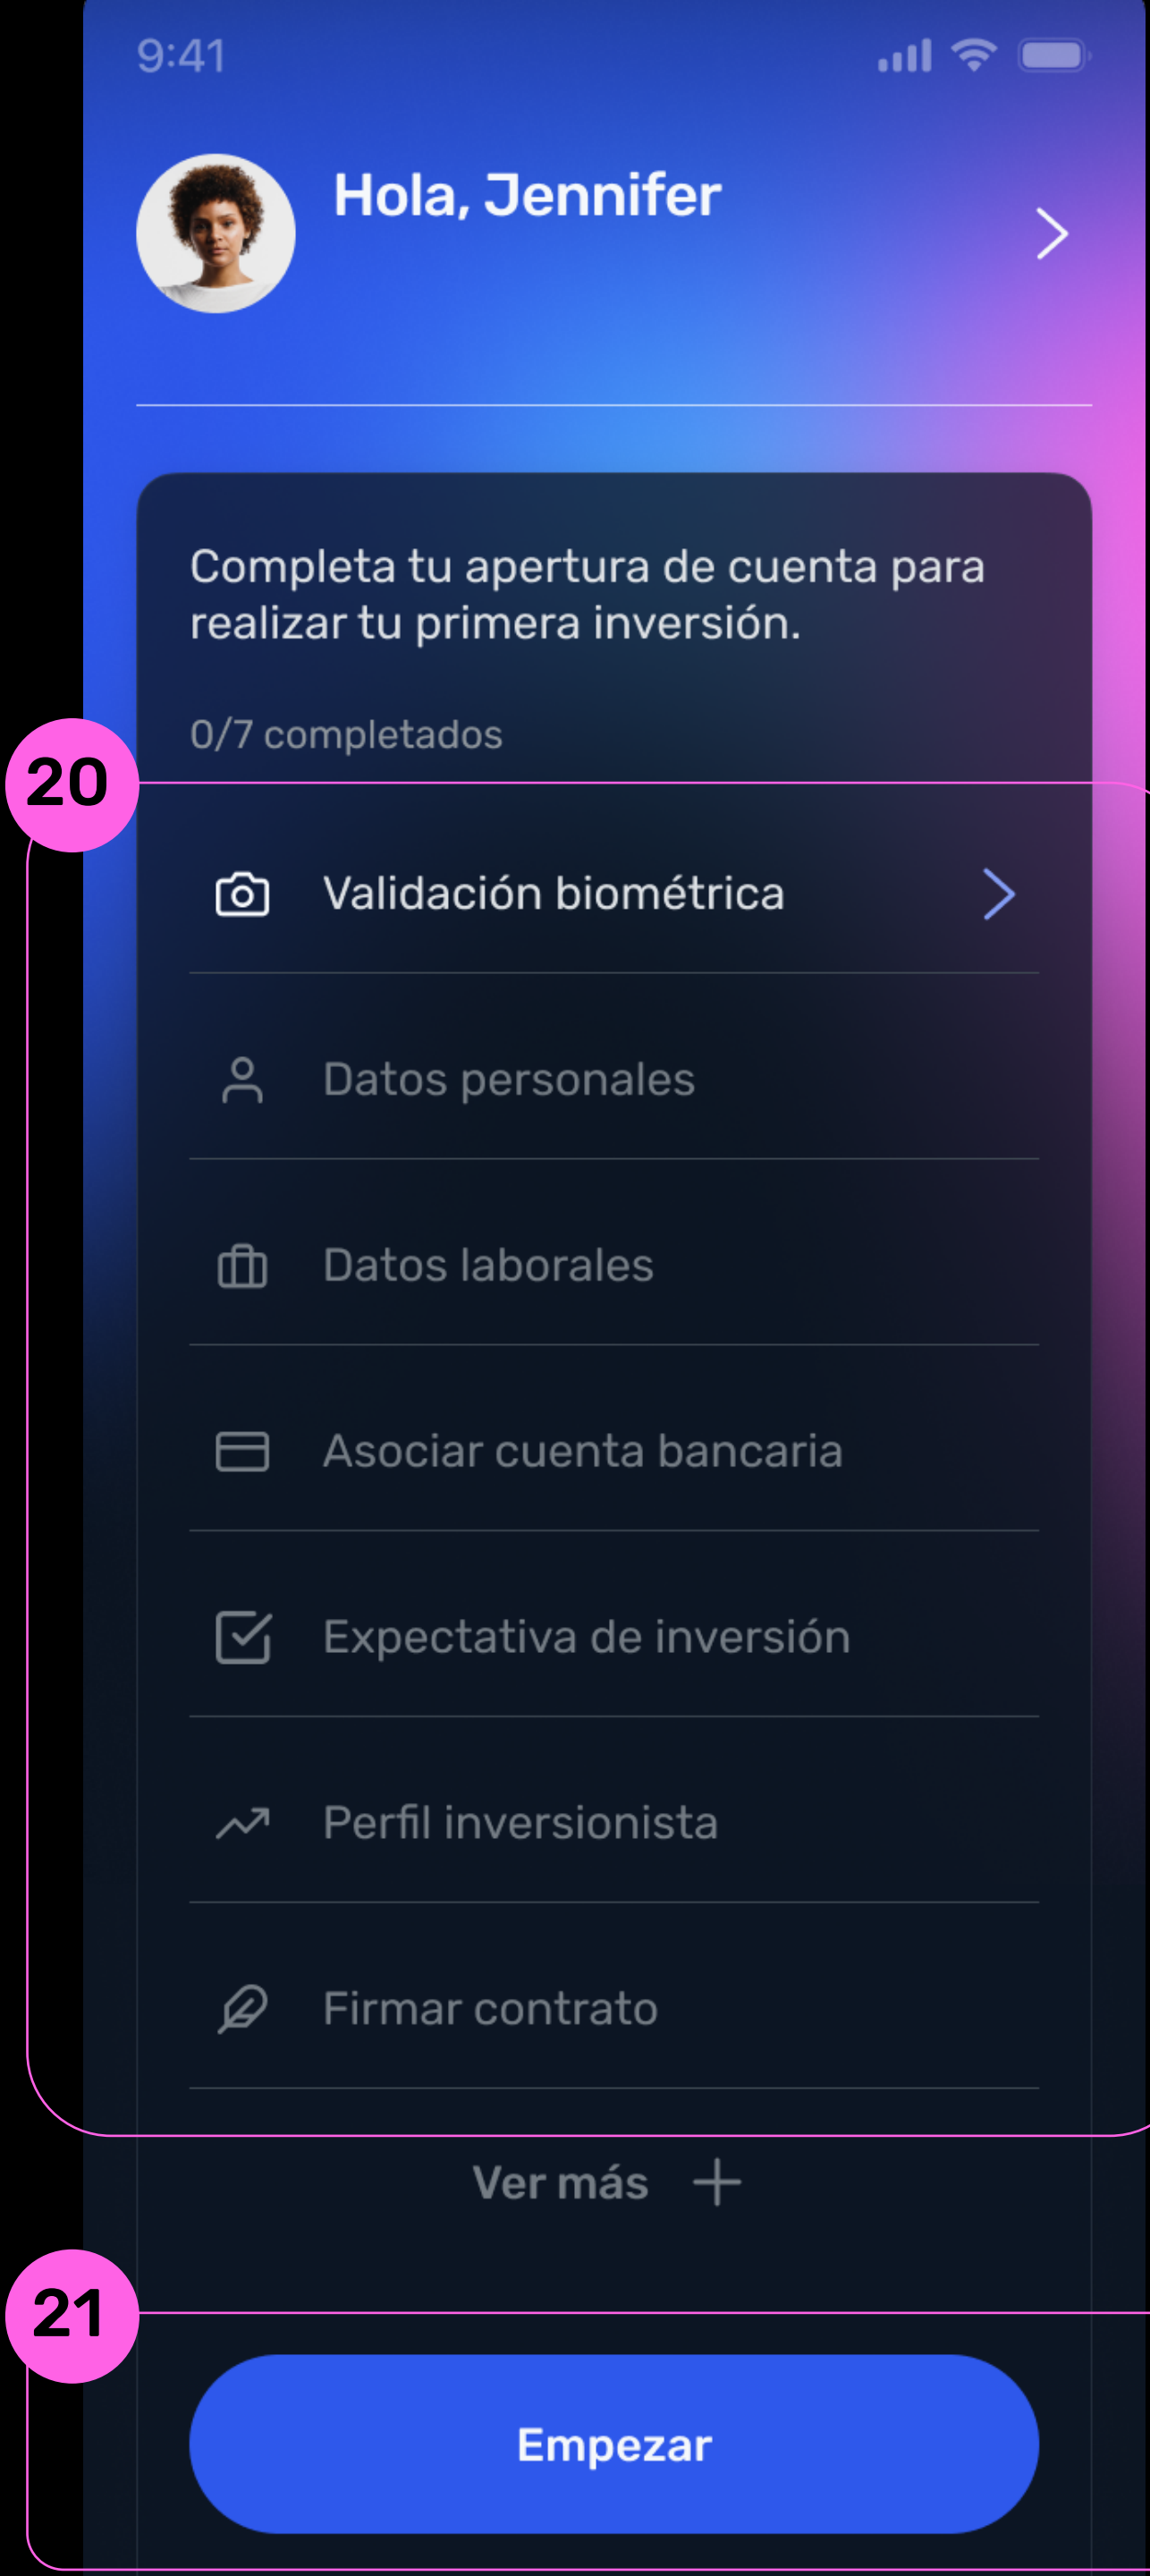 9:41
Hola, Jennifer
Completa tu apertura de cuenta para
realizar tu primera inversión.
0/7 completados
20
Validación biométrica
Datos personales
Datos laborales
Asociar cuenta bancaria
Expectativa de inversión
Perfil inversionista
Firmar contrato
Ver más
21
Empezar